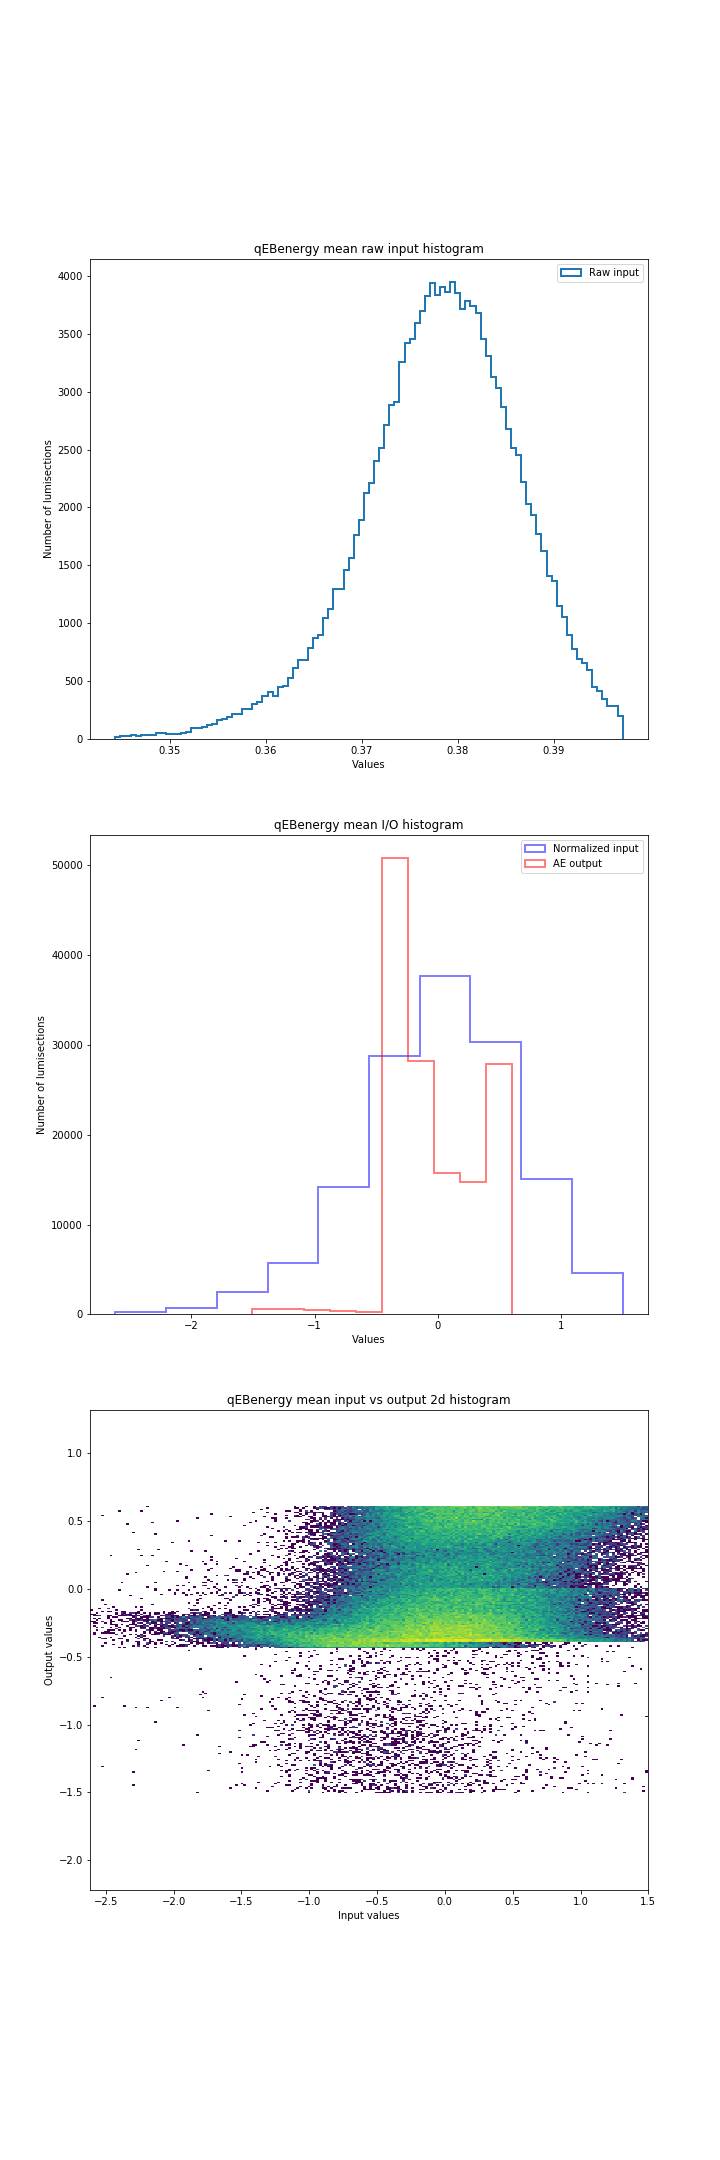 qEBenergy mean raw input histogram
Raw input
4000
3500
3000
2500
2000
1500
1000
500
0
Number of lumisections
0.35 0.36 0.37 0.38 0.39
Values
qEBenergy mean I/O histogram
Normalized input
AE output
50000
40000
30000
20000
10000
0
Number of lumisections
−2 −1 0 1
Values
qEBenergy mean input vs output 2d histogram
1.0
0.5
0.0
−0.5
−1.0
−1.5
−2.0
Output values
−2.5 −2.0 −1.5 −1.0 −0.5 0.0 0.5 1.0 1.5
Input values